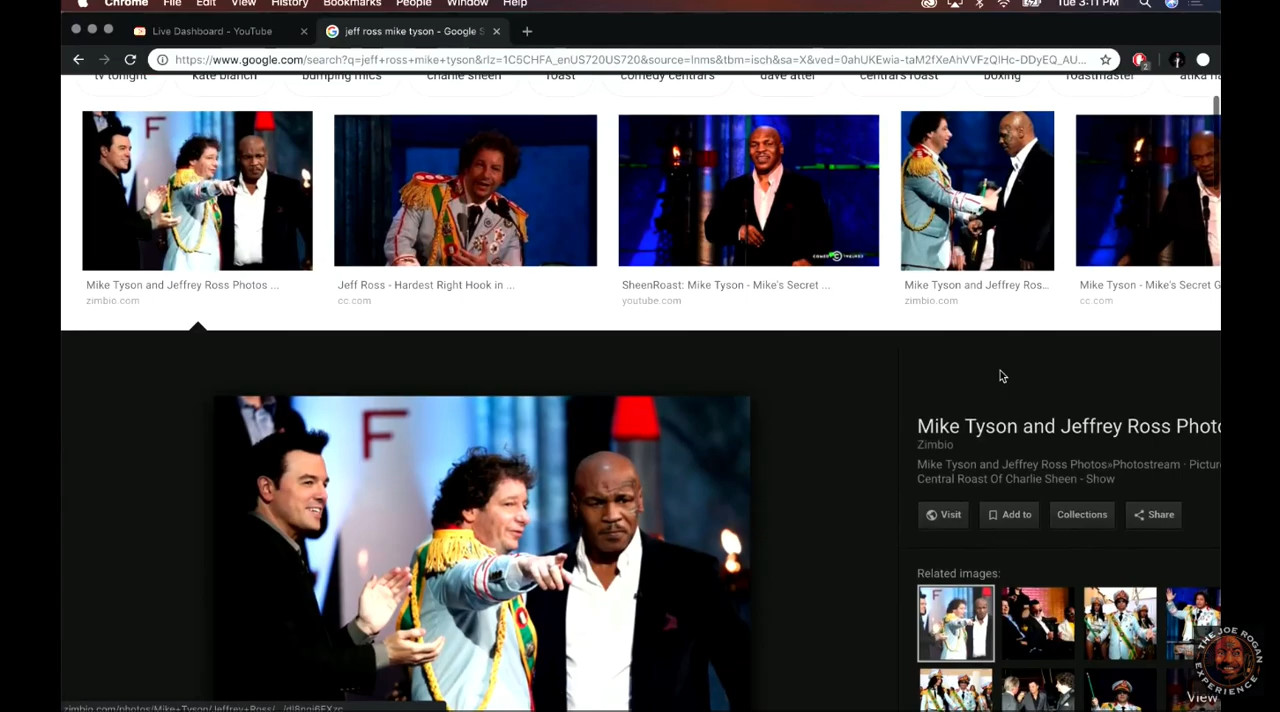 Chrome File Edit View History Bookmarks People Window Help Tue 3:11 PM
Live Dashboard - YouTube × jeff ross mike tyson - Google S × +
https://www.google.com/search?q=jeff+ross+mike+tyson&rlz=1C5CHFA_enUS720US720&source=lnms&tbm=isch&sa=X&ved=0ahUKEwia-taM2fXeAhVVFzQIHc-DDyEQ_AU... 2
tv tonight kate blanch bumping mics charlie sheen roast comedy centrals dave atter centrals roast boxing roastmaster
F
COMEDY CENTRAL
Mike Tyson and Jeffrey Ross Photos ... Jeff Ross - Hardest Right Hook in ... SheenRoast: Mike Tyson - Mike's Secret ... Mike Tyson and Jeffrey Ros... Mike Tyson - Mike's Secret G
zimbio.com cc.com youtube.com zimbio.com cc.com
F
Mike Tyson and Jeffrey Ross Photo
Zimbio
Mike Tyson and Jeffrey Ross Photos»Photostream · Picture
Central Roast Of Charlie Sheen - Show
Visit Add to Collections Share
Related images:
View
THE JOE ROGAN EXPERIENCE